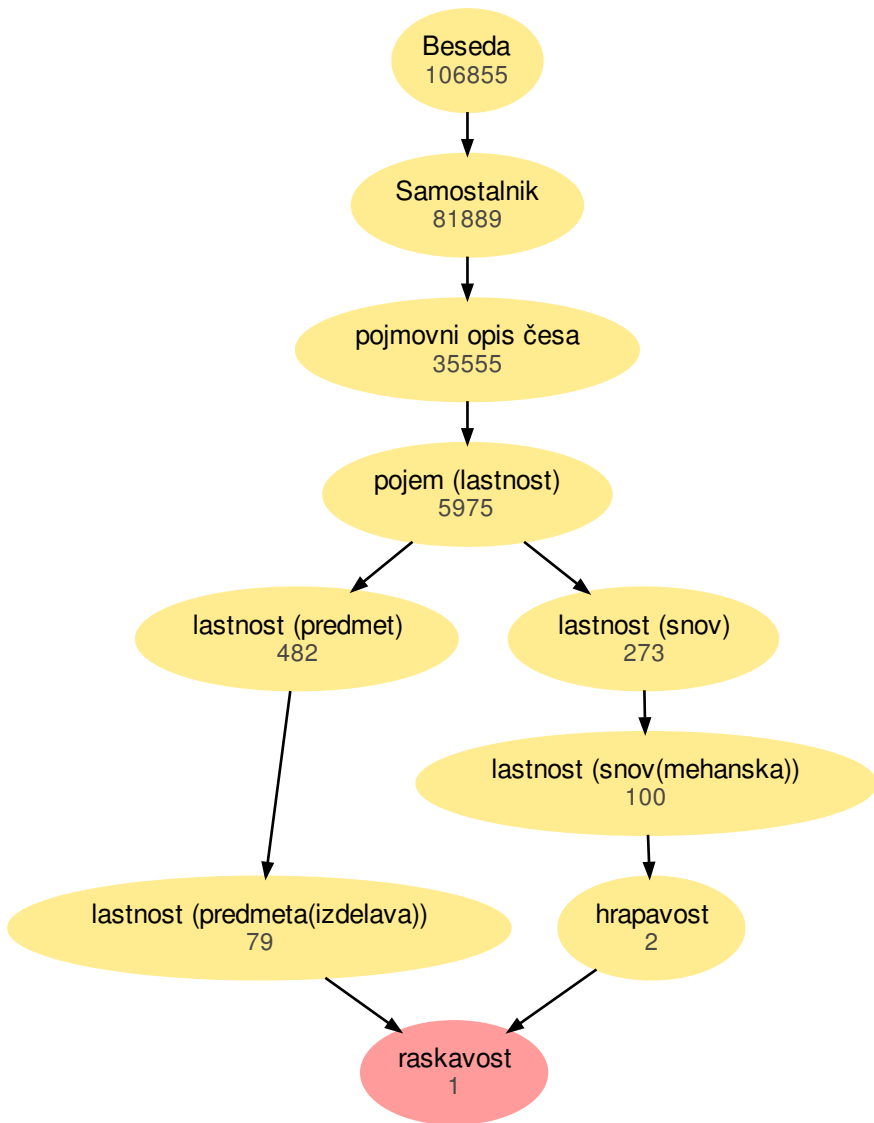 Beseda
106855
Samostalnik
81889
pojmovni opis česa
35555
pojem (lastnost)
5975
lastnost (predmet)
482
lastnost (snov)
273
lastnost (snov(mehanska))
100
lastnost (predmeta(izdelava))
79
hrapavost
2
raskavost
1